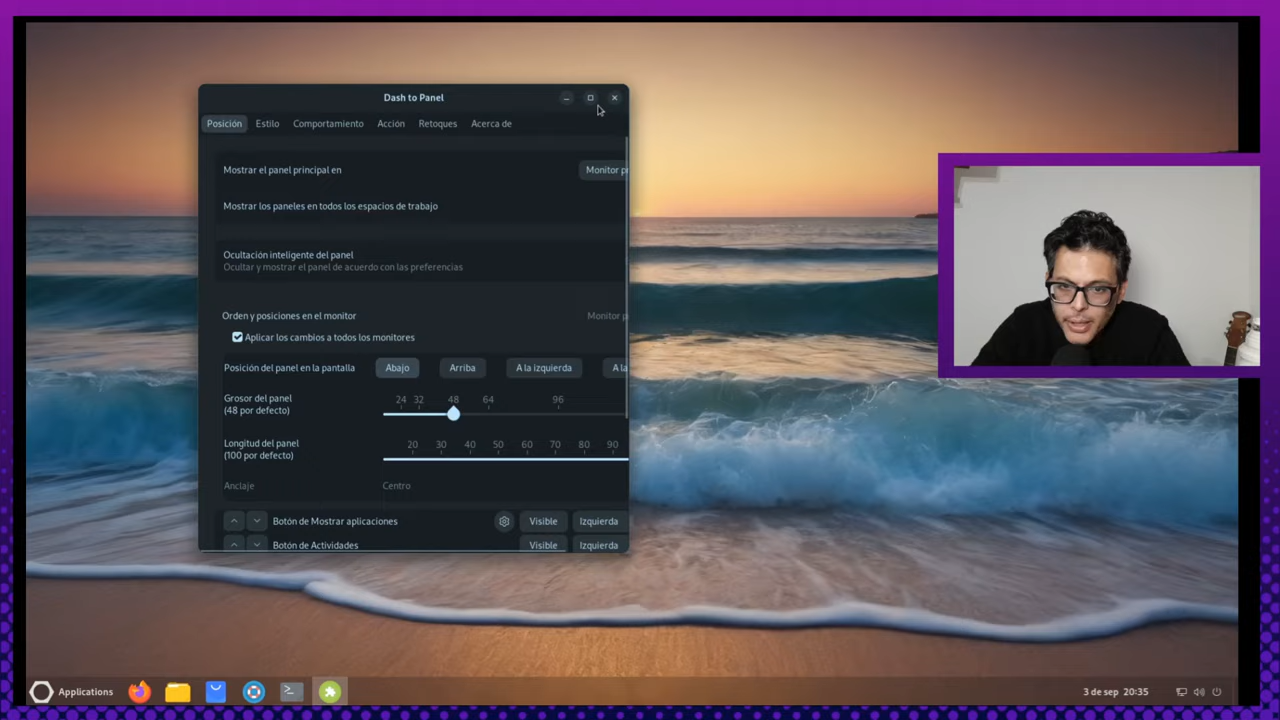 Dash to Panel
Posición Estilo Comportamiento Acción Retoques Acerca de
Mostrar el panel principal en Monitor p
Mostrar los paneles en todos los espacios de trabajo
Ocultación inteligente del panel
Ocultar y mostrar el panel de acuerdo con las preferencias
Orden y posiciones en el monitor Monitor p
Aplicar los cambios a todos los monitores
Posición del panel en la pantalla Abajo Arriba A la izquierda A la
Grosor del panel 24 32 48 64 96
(48 por defecto)
Longitud del panel 20 30 40 50 60 70 80 90
(100 por defecto)
Anclaje Centro
Botón de Mostrar aplicaciones Visible Izquierda
Botón de Actividades Visible Izquierda
Applications 3 de sep 20:35